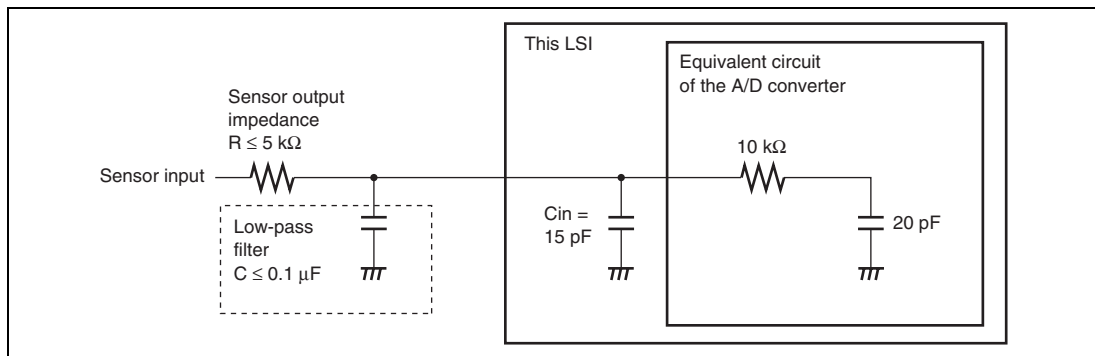 This LSI
Equivalent circuit
of the A/D converter
Sensor output
impedance
R ≤ 5 kΩ
10 kΩ
Sensor input
Low-pass
filter
C ≤ 0.1 μF
Cin =
15 pF
20 pF